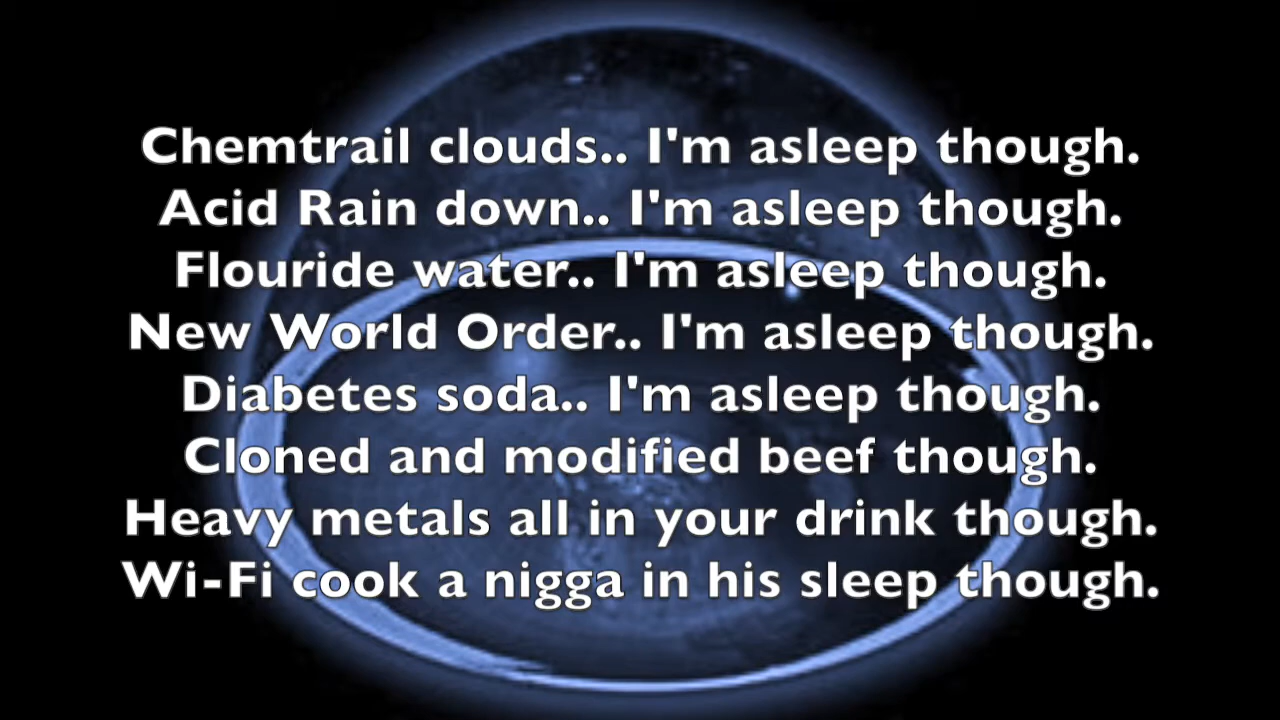 Chemtrail clouds.. I'm asleep though.
Acid Rain down.. I'm asleep though.
Flouride water.. I'm asleep though.
New World Order.. I'm asleep though.
Diabetes soda.. I'm asleep though.
Cloned and modified beef though.
Heavy metals all in your drink though.
Wi-Fi cook a nigga in his sleep though.